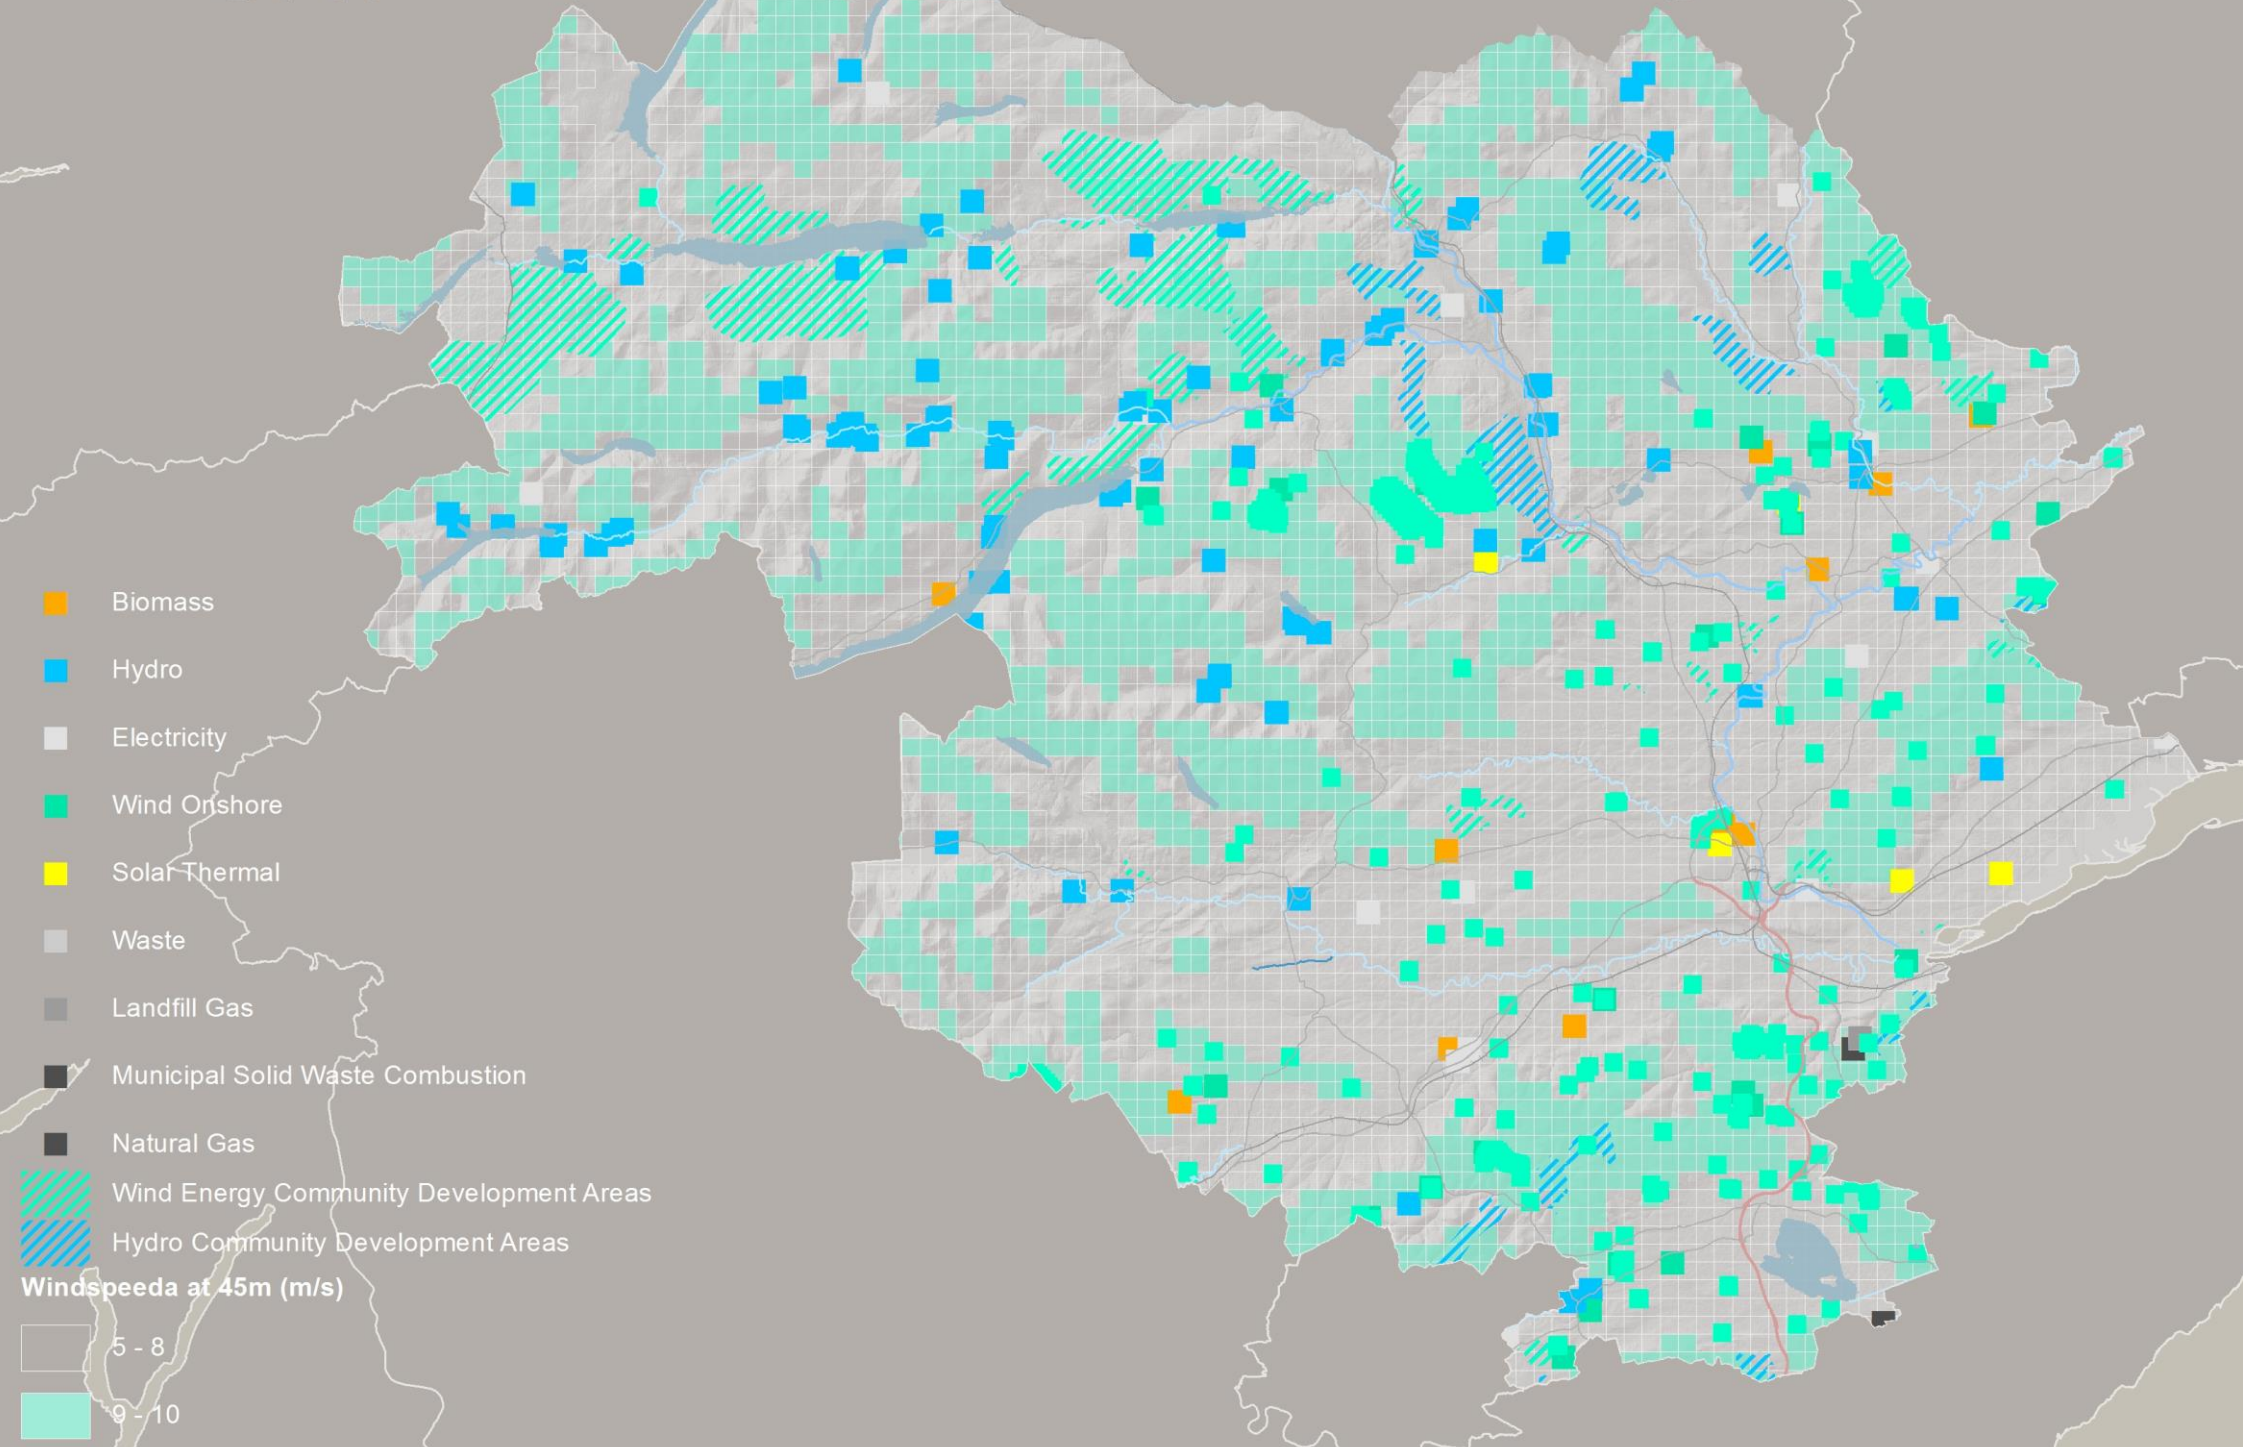 Biomass
Hydro
Electricity
Wind Onshore
Solar Thermal
Waste
Landfill Gas
Municipal Solid Waste Combustion
Natural Gas
Wind Energy Community Development Areas
Hydro Community Development Areas
Windspeeda at 45m (m/s)
5 - 8
9 - 10